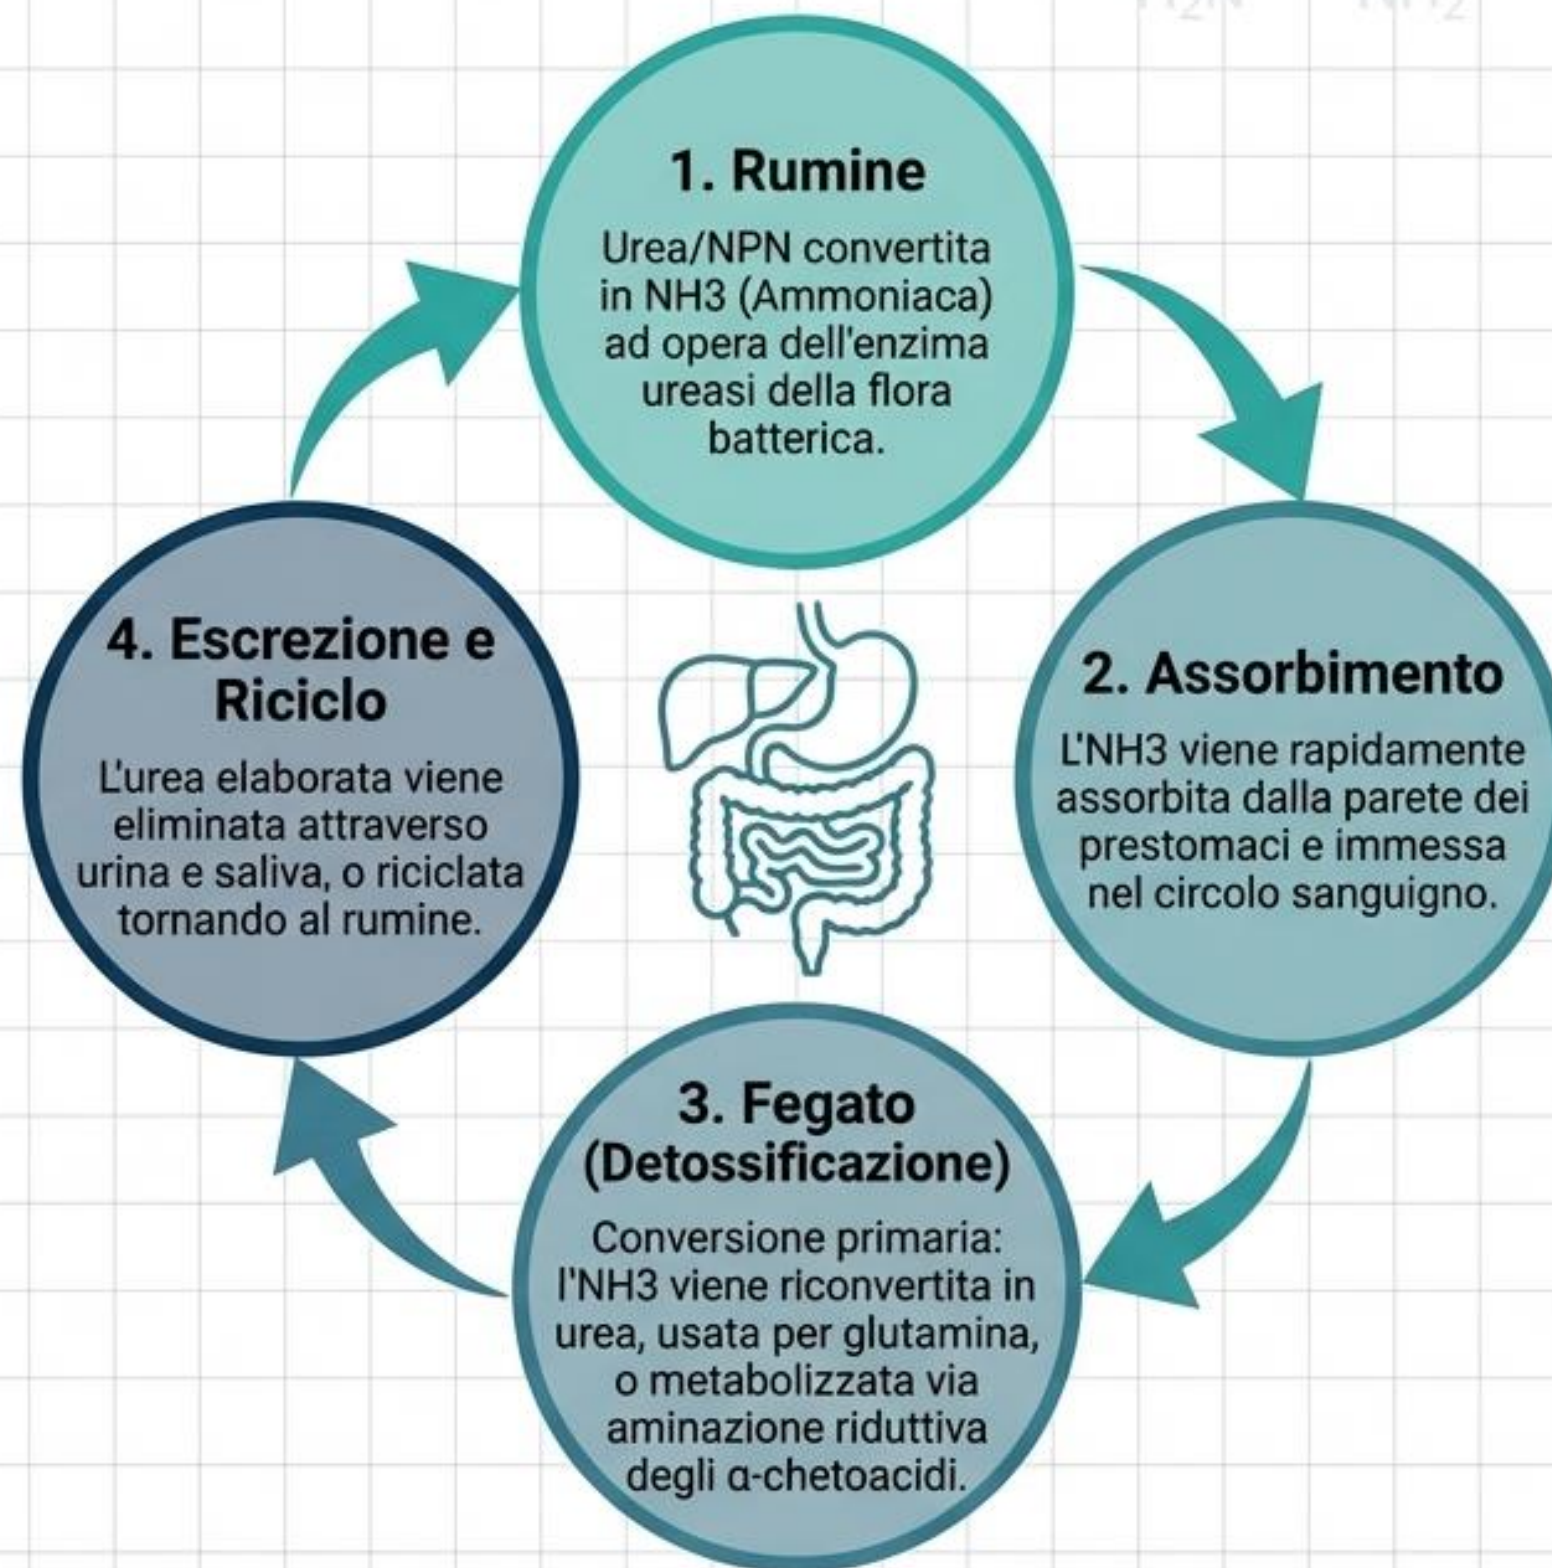 1. Rumine
Urea/NPN convertita
in NH3 (Ammoniaca)
ad opera dell'enzima
ureasi della flora
batterica.
2. Assorbimento
L'NH3 viene rapidamente
assorbita dalla parete dei
prestomaci e immessa
nel circolo sanguigno.
3. Fegato
(Detossificazione)
Conversione primaria:
l'NH3 viene riconvertita in
urea, usata per glutamina,
o metabolizzata via
aminazione riduttiva
degli α-chetoacidi.
4. Escrezione e
Riciclo
L'urea elaborata viene
eliminata attraverso
urina e saliva, o riciclata
tornando al rumine.